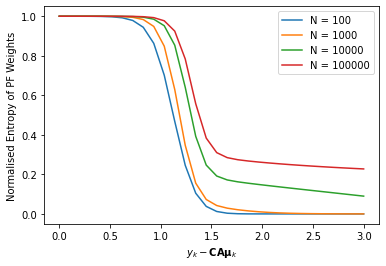 Normalised Entropy of PF Weights
1.0
0.8
0.6
0.4
0.2
0.0
N = 100
N = 1000
N = 10000
N = 100000
0.0 0.5 1.0 1.5 2.0 2.5 3.0
yₖ − CAμₖ